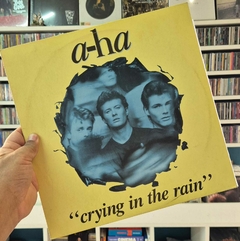 a-ha
"crying in the rain"